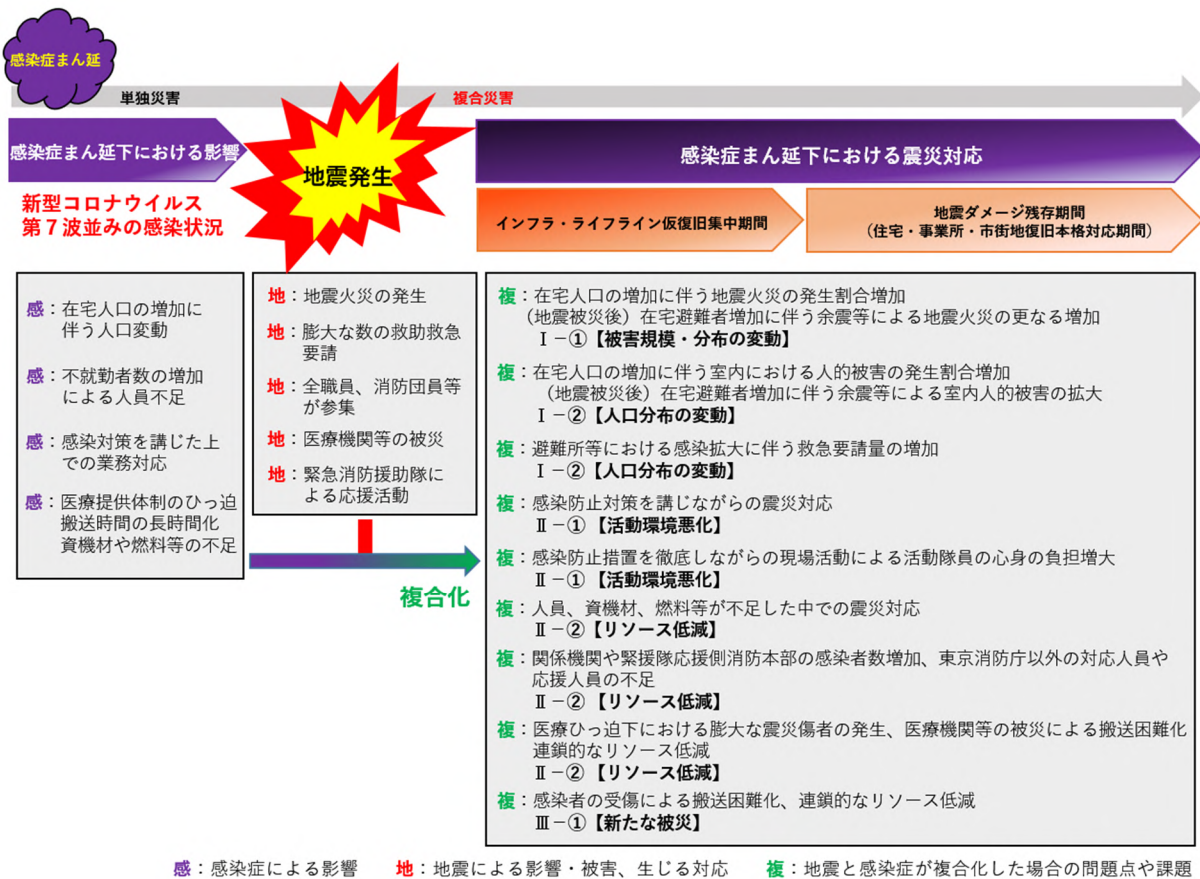 感染症まん延
単独災害
複合災害
感染症まん延下における影響
地震発生
感染症まん延下における震災対応
新型コロナウイルス
第7波並みの感染状況
インフラ・ライフライン仮復旧集中期間
地震ダメージ残存期間
(住宅・事業所・市街地復旧本格対応期間)
感:在宅人口の増加に
伴う人口変動
感:不就勤者数の増加
による人員不足
感:感染対策を講じた上
での業務対応
感:医療提供体制のひっ迫
搬送時間の長時間化
資機材や燃料等の不足
地:地震火災の発生
地:膨大な数の救助救急
要請
地:全職員、消防団員等
が参集
地:医療機関等の被災
地:緊急消防援助隊に
よる応援活動
複合化
複:在宅人口の増加に伴う地震火災の発生割合増加
(地震被災後)在宅避難者増加に伴う余震等による地震火災の更なる増加
Ⅰ-①【被害規模・分布の変動】
複:在宅人口の増加に伴う室内における人的被害の発生割合増加
(地震被災後)在宅避難者増加に伴う余震等による室内人的被害の拡大
Ⅰ-②【人口分布の変動】
複:避難所等における感染拡大に伴う救急要請量の増加
Ⅰ-②【人口分布の変動】
複:感染防止対策を講じながらの震災対応
Ⅱ-①【活動環境悪化】
複:感染防止措置を徹底しながらの現場活動による活動隊員の心身の負担増大
Ⅱ-①【活動環境悪化】
複:人員、資機材、燃料等が不足した中での震災対応
Ⅱ-②【リソース低減】
複:関係機関や緊援隊応援側消防本部の感染者数増加、東京消防庁以外の対応人員や
応援人員の不足
Ⅱ-②【リソース低減】
複:医療ひっ迫下における膨大な震災傷者の発生、医療機関等の被災による搬送困難化
連鎖的なリソース低減
Ⅱ-②【リソース低減】
複:感染者の受傷による搬送困難化、連鎖的なリソース低減
Ⅲ-①【新たな被災】
感:感染症による影響
地:地震による影響・被害、生じる対応
複:地震と感染症が複合化した場合の問題点や課題